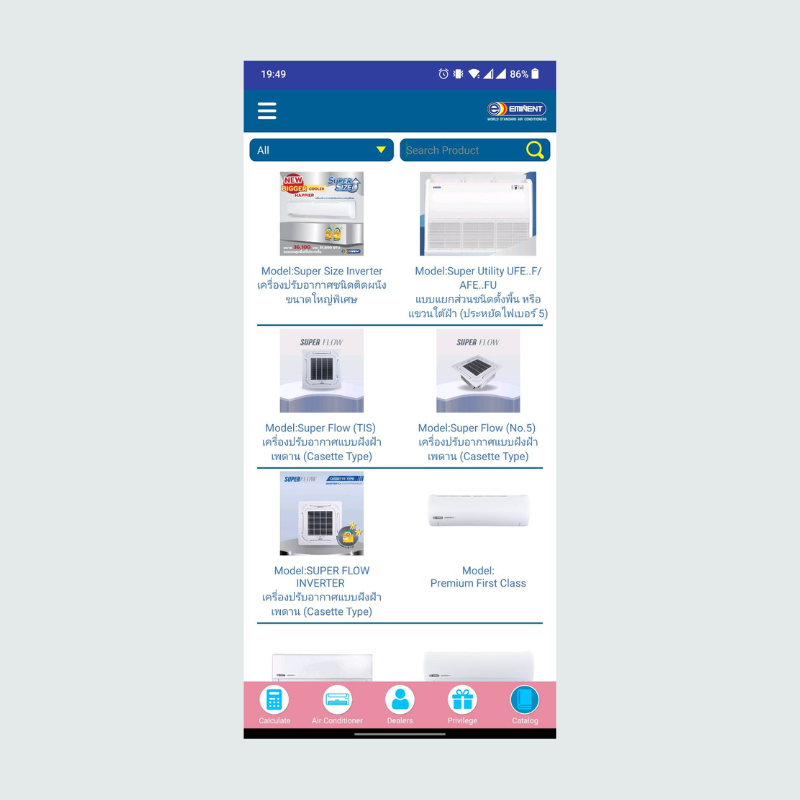 19:49
86%
EMINENT
WORLD STANDARD AIR CONDITIONERS
All
Search Product
NEW
BIGGER COOLER
HAPPIER
SUPER
SIZE
Model:Super Size Inverter
เครื่องปรับอากาศชนิดติดผนัง
ขนาดใหญ่พิเศษ
Model:Super Utility UFE..F/
AFE..FU
แบบแยกส่วนชนิดตั้งพื้น หรือ
แขวนใต้ฝ้า (ประหยัดไฟเบอร์ 5)
SUPER FLOW
Model:Super Flow (TIS)
เครื่องปรับอากาศแบบฝังฝ้า
เพดาน (Casette Type)
SUPER FLOW
Model:Super Flow (No.5)
เครื่องปรับอากาศแบบฝังฝ้า
เพดาน (Casette Type)
SUPER FLOW
CASSETTE TYPE
Model:SUPER FLOW
INVERTER
เครื่องปรับอากาศแบบฝังฝ้า
เพดาน (Casette Type)
Model:
Premium First Class
Calculate
Air Conditioner
Dealers
Privilege
Catalog